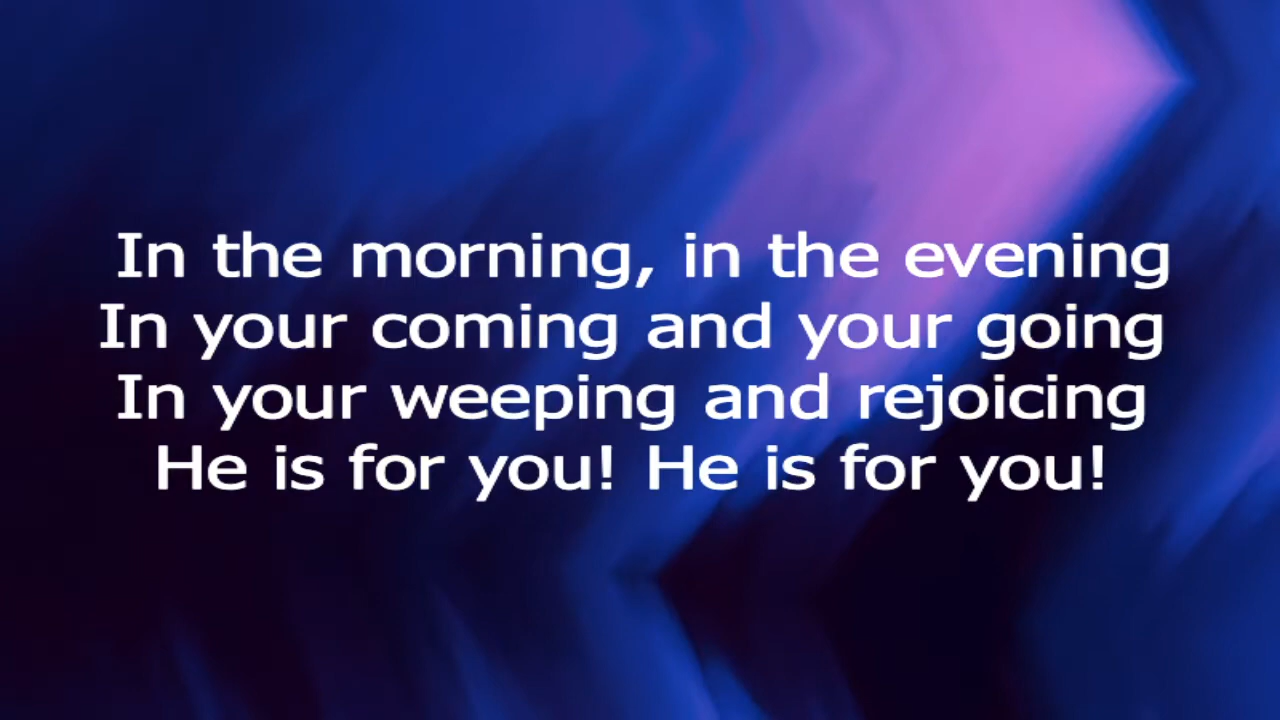 In the morning, in the evening
In your coming and your going
In your weeping and rejoicing
He is for you! He is for you!